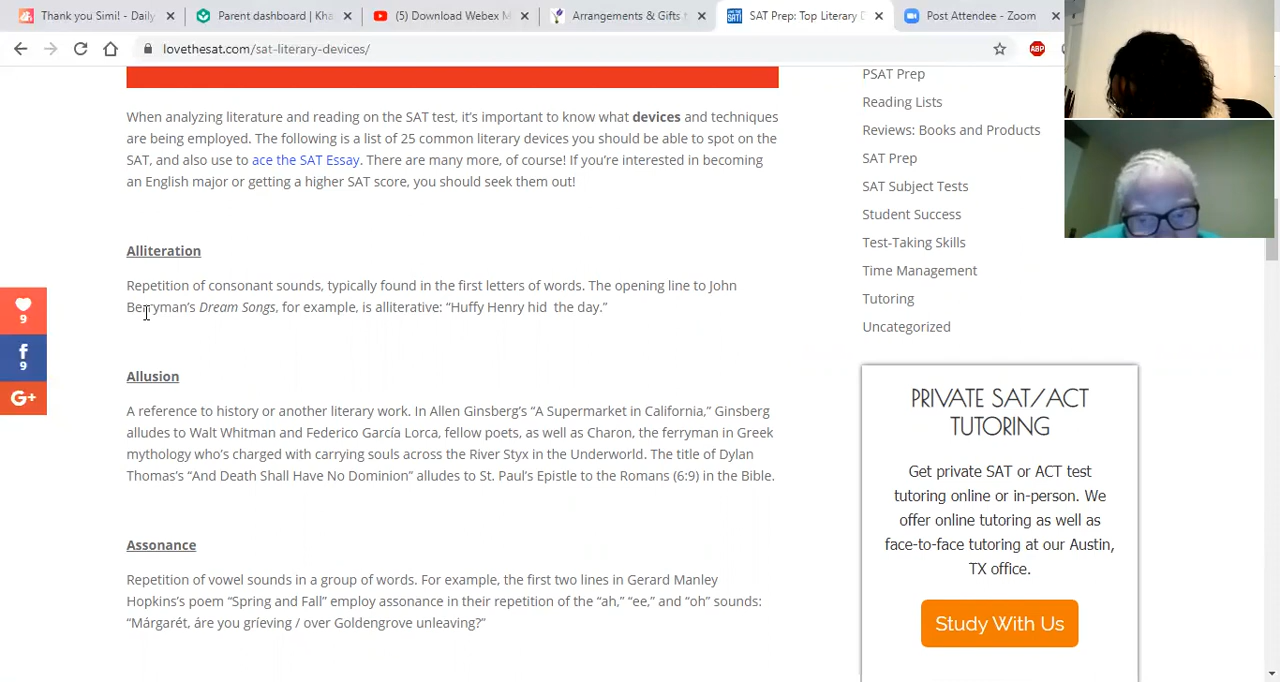 Thank you Simi! - Daily
Parent dashboard | Kha
(5) Download Webex M
Arrangements & Gifts
SAT Prep: Top Literary
Post Attendee - Zoom
lovethesat.com/sat-literary-devices/
ABP
When analyzing literature and reading on the SAT test, it's important to know what devices and techniques
are being employed. The following is a list of 25 common literary devices you should be able to spot on the
SAT, and also use to ace the SAT Essay. There are many more, of course! If you're interested in becoming
an English major or getting a higher SAT score, you should seek them out!
Alliteration
Repetition of consonant sounds, typically found in the first letters of words. The opening line to John
Berryman's Dream Songs, for example, is alliterative: “Huffy Henry hid the day.”
Allusion
A reference to history or another literary work. In Allen Ginsberg's “A Supermarket in California,” Ginsberg
alludes to Walt Whitman and Federico García Lorca, fellow poets, as well as Charon, the ferryman in Greek
mythology who's charged with carrying souls across the River Styx in the Underworld. The title of Dylan
Thomas's “And Death Shall Have No Dominion” alludes to St. Paul's Epistle to the Romans (6:9) in the Bible.
Assonance
Repetition of vowel sounds in a group of words. For example, the first two lines in Gerard Manley
Hopkins's poem “Spring and Fall” employ assonance in their repetition of the “ah,” “ee,” and “oh” sounds:
“Márgarét, áre you gríeving / over Goldengrove unleaving?”
9
f
9
G+
PSAT Prep
Reading Lists
Reviews: Books and Products
SAT Prep
SAT Subject Tests
Student Success
Test-Taking Skills
Time Management
Tutoring
Uncategorized
PRIVATE SAT/ACT
TUTORING
Get private SAT or ACT test
tutoring online or in-person. We
offer online tutoring as well as
face-to-face tutoring at our Austin,
TX office.
Study With Us